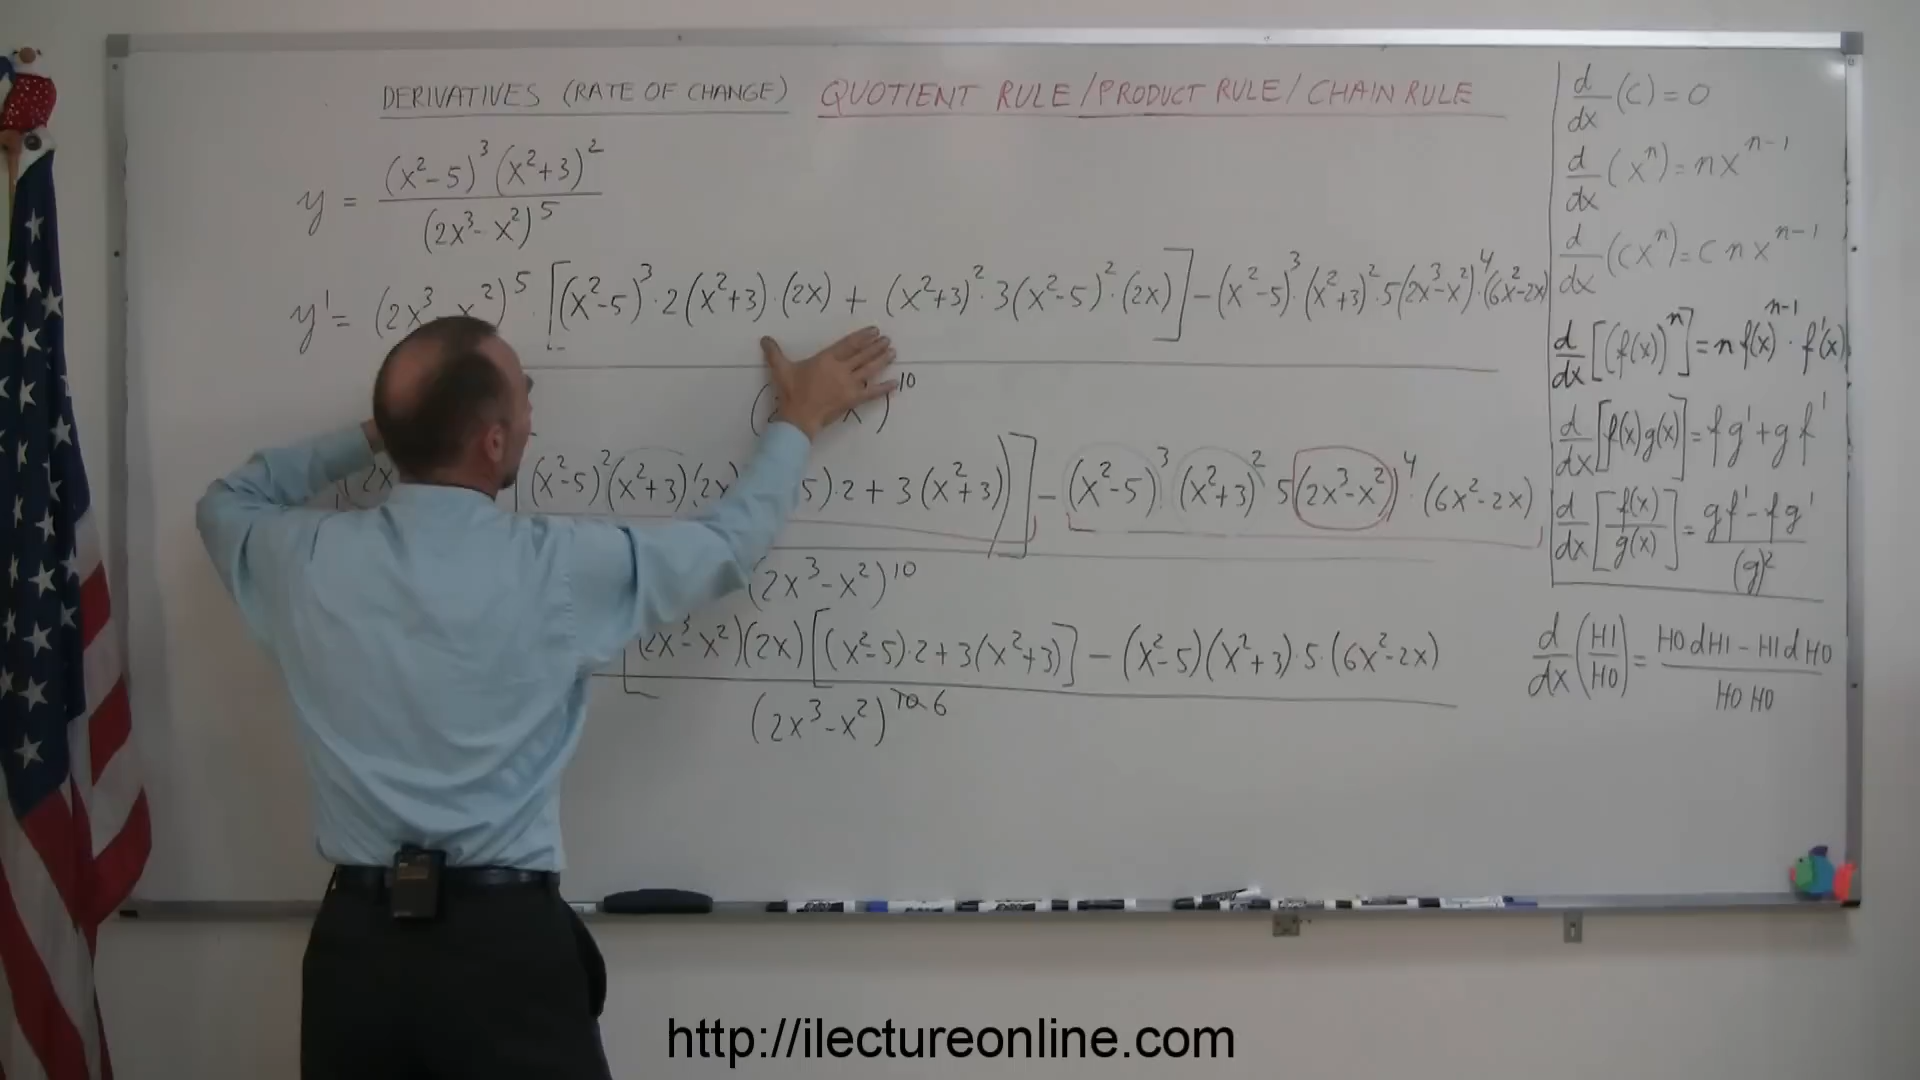 DERIVATIVES (RATE OF CHANGE) QUOTIENT RULE/PRODUCT RULE/CHAIN RULE
y = (x²-5)³(x²+3)² / (2x³-x²)⁵
y' = (2x³-x²)⁵·[(x²-5)³·2(x²+3)·(2x) + (x²+3)²·3(x²-5)²·(2x)] - (x²-5)³·(x²+3)²·5(2x³-x²)⁴·(6x²-2x)
10
(2x (x²-5)²(x²+3)(2x) 5)·2+3(x²+3))] - (x²-5)³(x²+3)² 5(2x³-x²)⁴·(6x²-2x)
(2x³-x²)¹⁰
[(2x³-x²)(2x)[(x²-5)·2+3(x²+3)] - (x²-5)(x²+3)·5·(6x²-2x)
(2x³-x²)^10 6
d/dx (c) = 0
d/dx (xⁿ) = nxⁿ⁻¹
d/dx (cxⁿ) = cnxⁿ⁻¹
d/dx [(f(x))ⁿ] = n f(x)ⁿ⁻¹·f'(x)
d/dx [f(x)g(x)] = fg'+gf'
d/dx [f(x)/g(x)] = gf'-fg' / (g)²
d/dx (HI/HO) = HO dHI - HI dHO / HO HO
http://ilectureonline.com